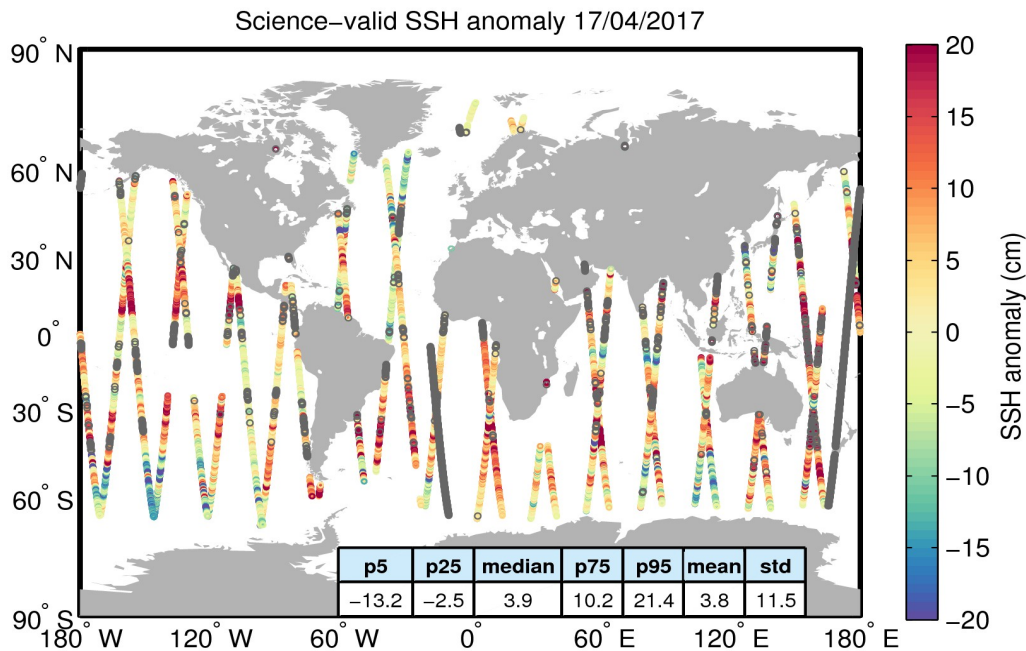 Science−valid SSH anomaly 17/04/2017
90° N
60° N
30° N
0°
30° S
60° S
90° S
180° W
120° W
60° W
0°
60° E
120° E
180° E
p5 p25 median p75 p95 mean std
−13.2 −2.5 3.9 10.2 21.4 3.8 11.5
20
15
10
5
0
−5
−10
−15
−20
SSH anomaly (cm)